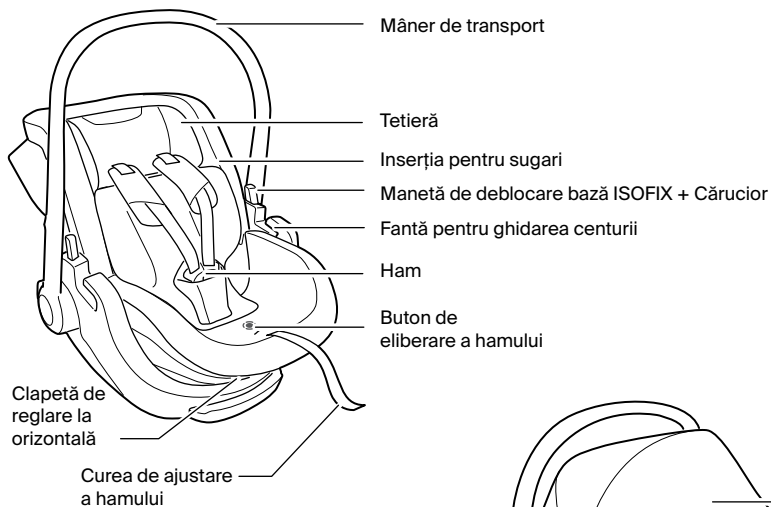 Mâner de transport
Tetieră
Inserția pentru sugari
Manetă de deblocare bază ISOFIX + Cărucior
Fantă pentru ghidarea centurii
Ham
Buton de
eliberare a hamului
Clapetă de
reglare la
orizontală
Curea de ajustare
a hamului